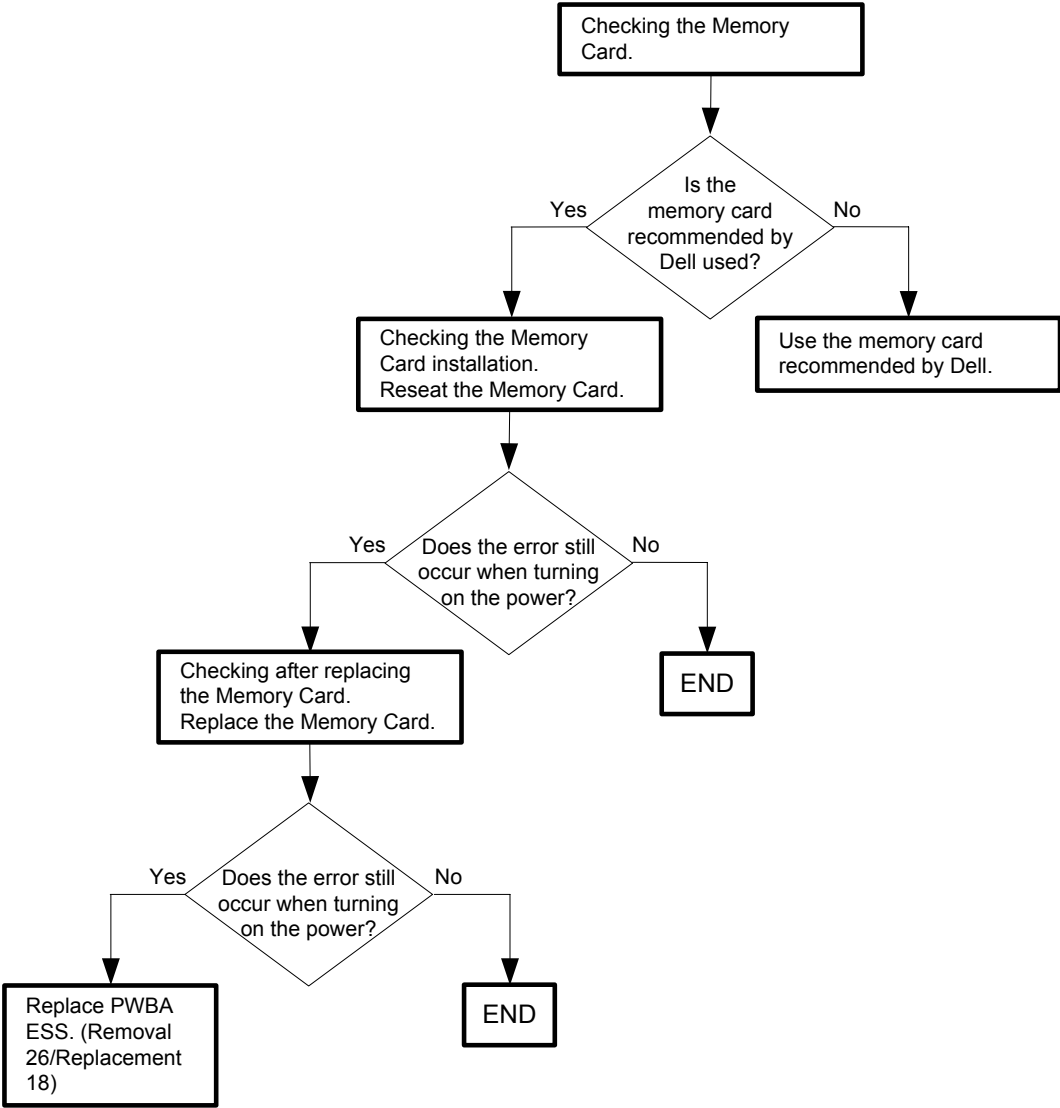 Checking the Memory
Card.
Is the
memory card
recommended by
Dell used?
Yes
No
Checking the Memory
Card installation.
Reseat the Memory Card.
Use the memory card
recommended by Dell.
Does the error still
occur when turning
on the power?
Yes
No
Checking after replacing
the Memory Card.
Replace the Memory Card.
END
Does the error still
occur when turning
on the power?
Yes
No
Replace PWBA
ESS. (Removal
26/Replacement
18)
END